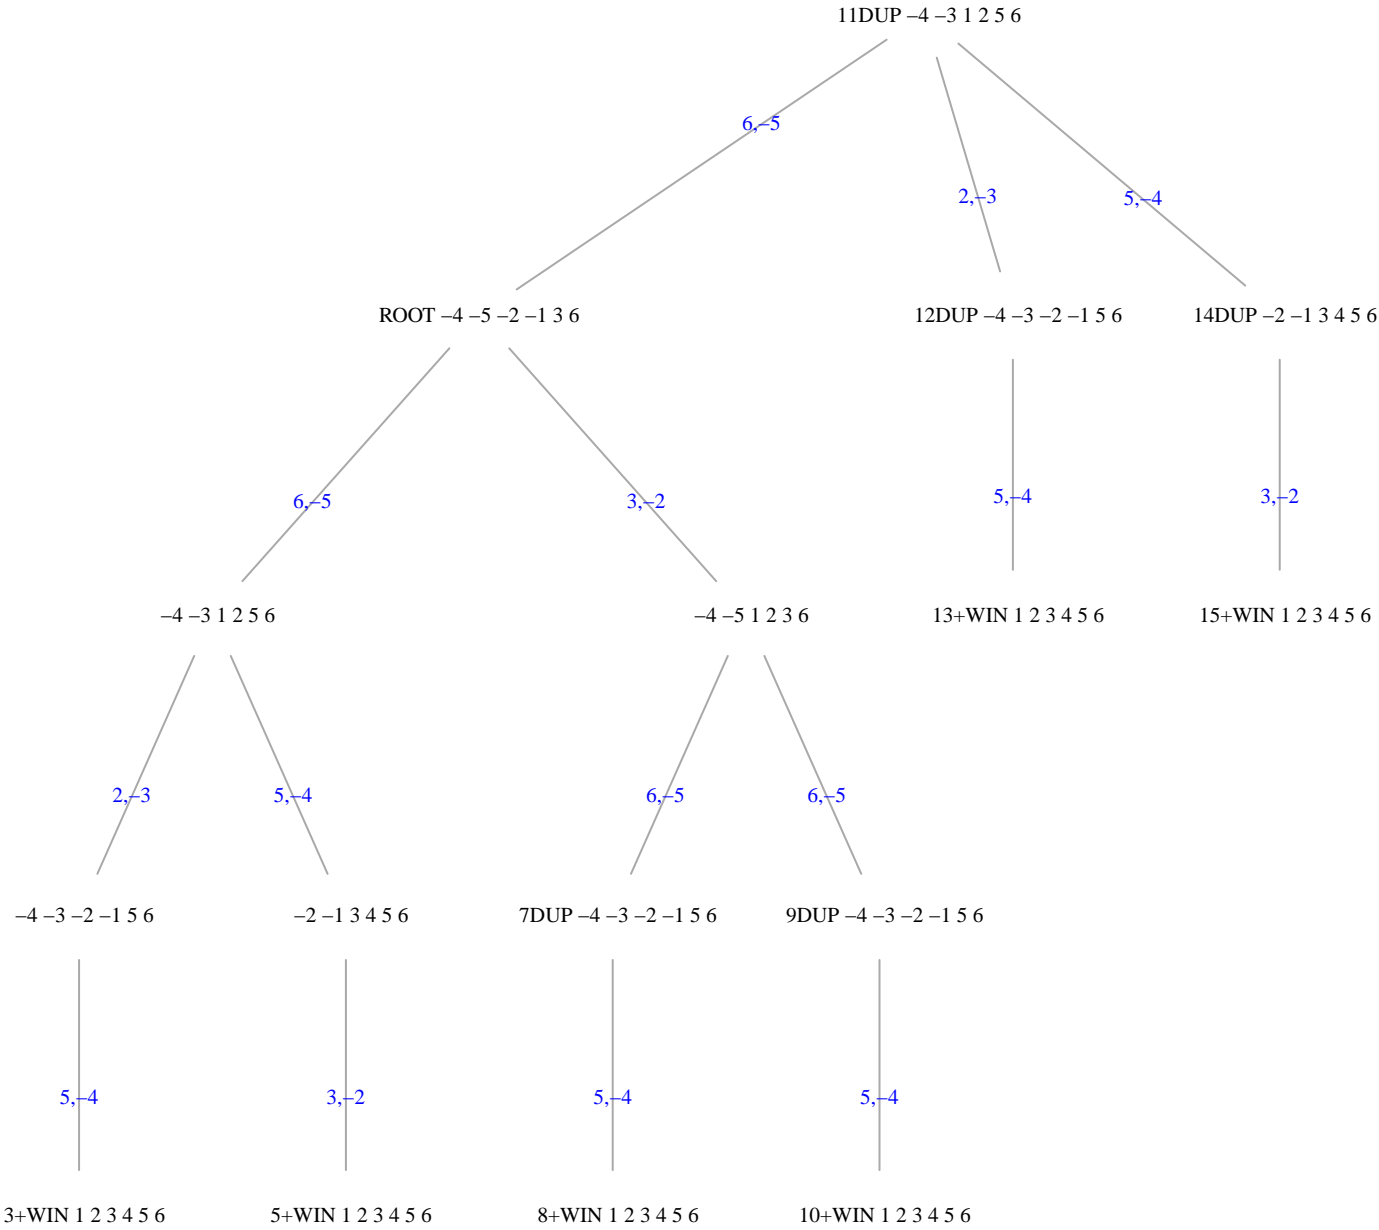 11DUP –4 –3 1 2 5 6
6,–5
2,–3
5,–4
ROOT –4 –5 –2 –1 3 6
12DUP –4 –3 –2 –1 5 6
14DUP –2 –1 3 4 5 6
6,–5
3,–2
5,–4
3,–2
–4 –3 1 2 5 6
–4 –5 1 2 3 6
13+WIN 1 2 3 4 5 6
15+WIN 1 2 3 4 5 6
2,–3
5,–4
6,–5
6,–5
–4 –3 –2 –1 5 6
–2 –1 3 4 5 6
7DUP –4 –3 –2 –1 5 6
9DUP –4 –3 –2 –1 5 6
5,–4
3,–2
5,–4
5,–4
3+WIN 1 2 3 4 5 6
5+WIN 1 2 3 4 5 6
8+WIN 1 2 3 4 5 6
10+WIN 1 2 3 4 5 6